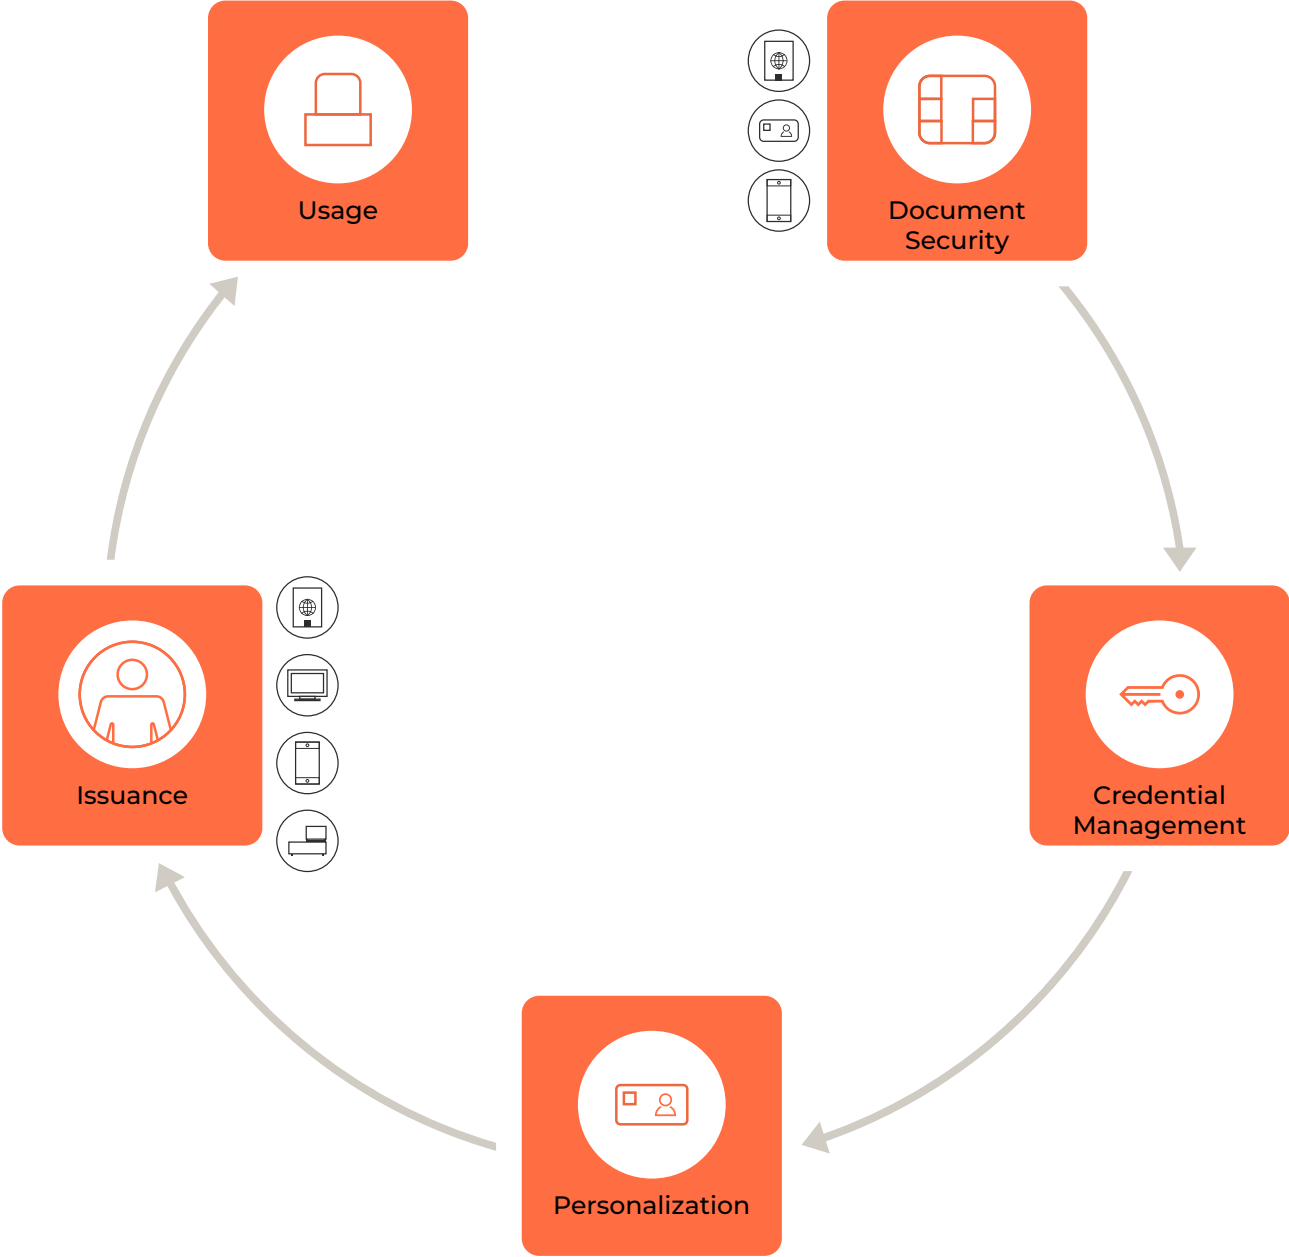 Usage
Document
Security
Issuance
Credential
Management
Personalization